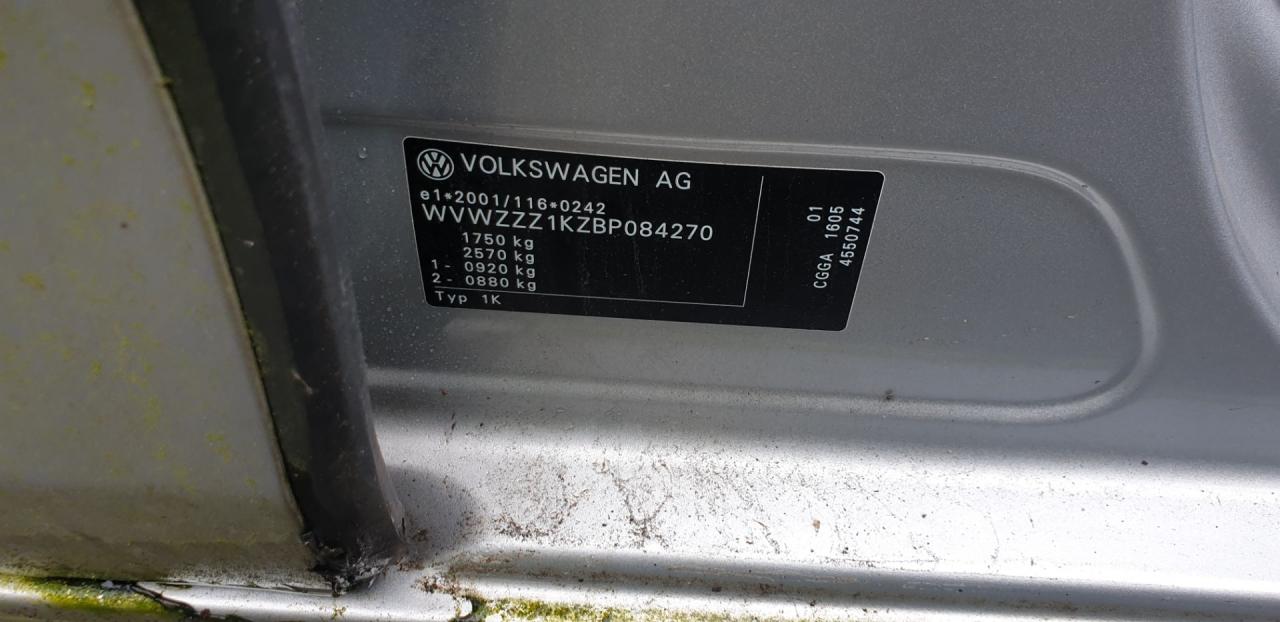 VOLKSWAGEN AG
e1*2001/116*0242
WVWZZZ1KZBP084270
1750 kg
2570 kg
1- 0920 kg
2- 0880 kg
Typ 1K
01
CGGA 1605
4550744